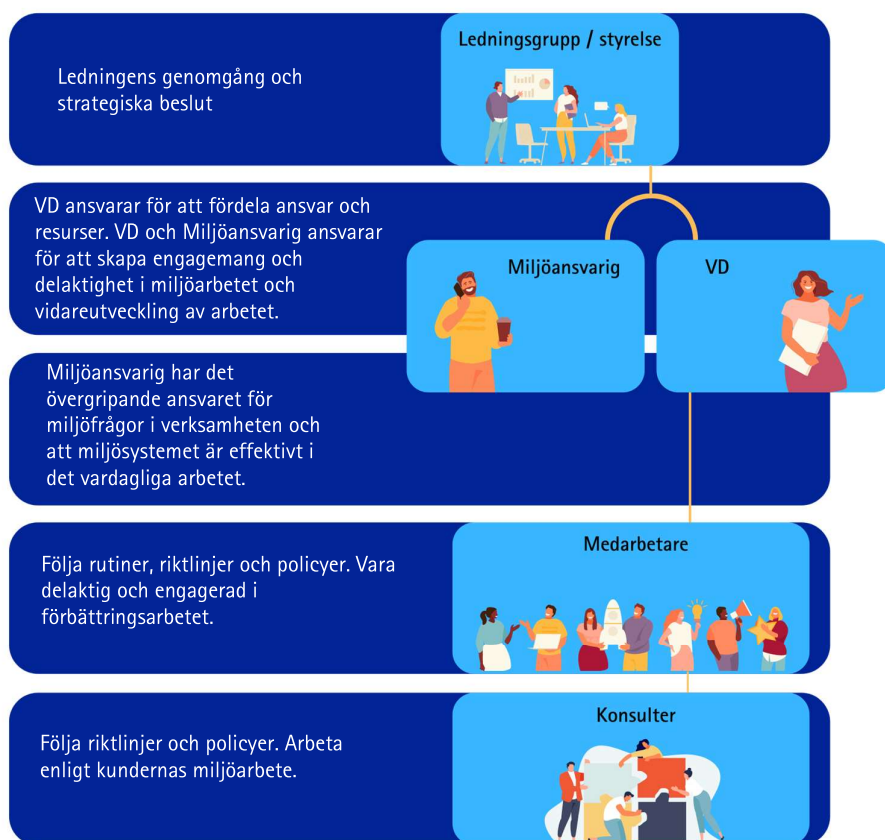 Ledningsgrupp / styrelse
Ledningens genomgång och
strategiska beslut
VD ansvarar för att fördela ansvar och
resurser. VD och Miljöansvarig ansvarar
för att skapa engagemang och
delaktighet i miljöarbetet och
vidareutveckling av arbetet.
Miljöansvarig
VD
Miljöansvarig har det
övergripande ansvaret för
miljöfrågor i verksamheten och
att miljösystemet är effektivt i
det vardagliga arbetet.
Medarbetare
Följa rutiner, riktlinjer och policyer. Vara
delaktig och engagerad i
förbättringsarbetet.
Konsulter
Följa riktlinjer och policyer. Arbeta
enligt kundernas miljöarbete.